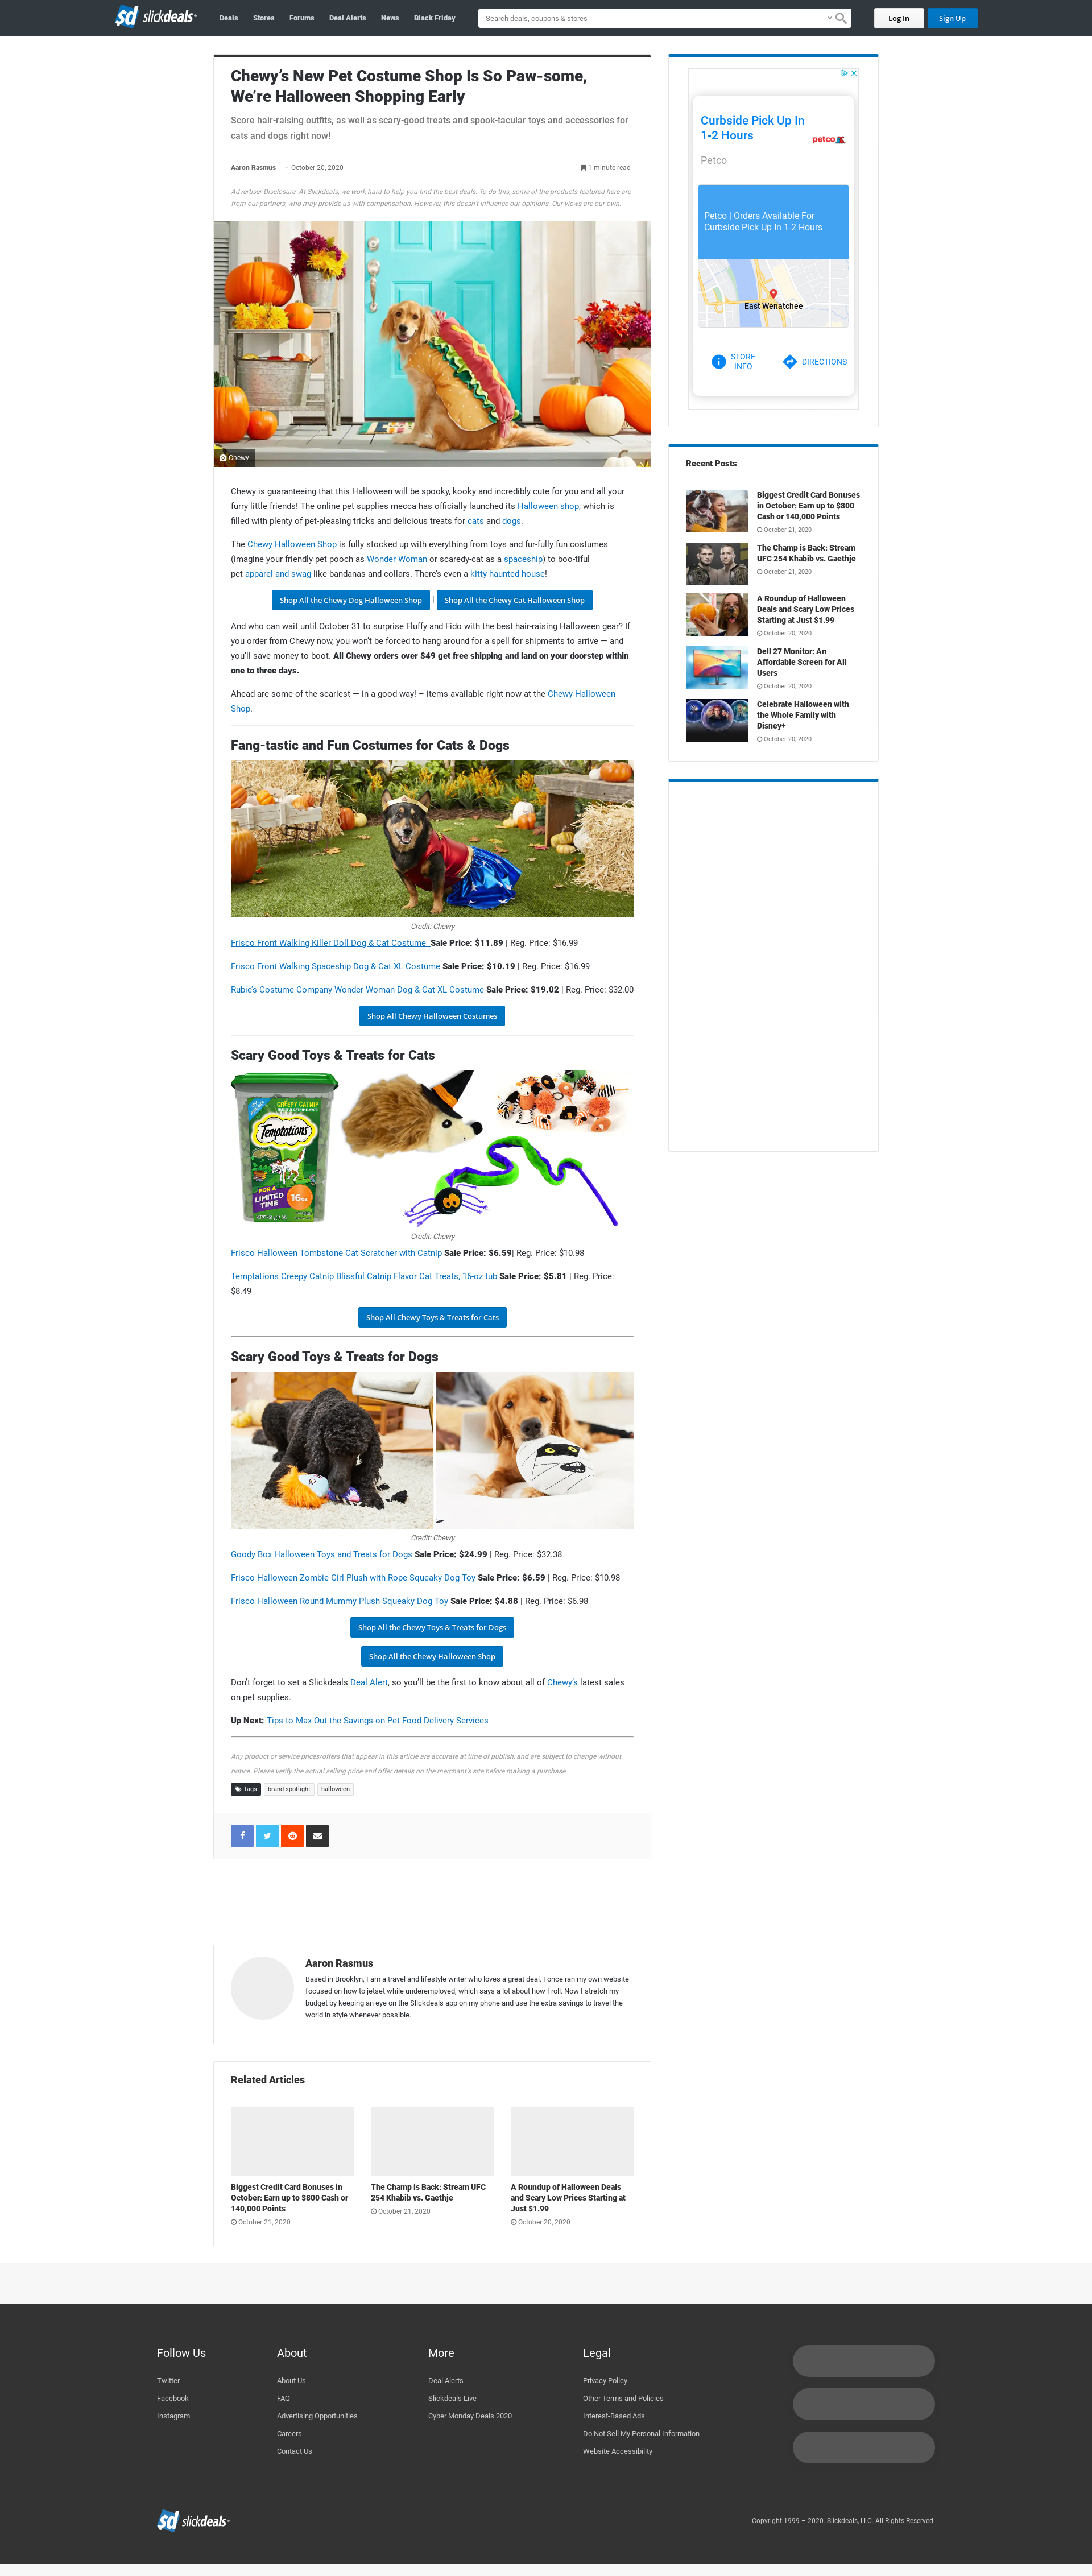 sd slickdeals
Deals
Stores
Forums
Deal Alerts
News
Black Friday
Search deals, coupons & stores
Log In
Sign Up
Chewy’s New Pet Costume Shop Is So Paw-some,
We’re Halloween Shopping Early
Score hair-raising outfits, as well as scary-good treats and spook-tacular toys and accessories for
cats and dogs right now!
Aaron Rasmus - October 20, 2020
1 minute read
Advertiser Disclosure: At Slickdeals, we work hard to help you find the best deals. To do this, some of the products featured here are
from our partners, who may provide us with compensation. However, this doesn’t influence our opinions. Our views are our own.
Chewy
Chewy is guaranteeing that this Halloween will be spooky, kooky and incredibly cute for you and all your
furry little friends! The online pet supplies mecca has officially launched its Halloween shop, which is
filled with plenty of pet-pleasing tricks and delicious treats for cats and dogs.
The Chewy Halloween Shop is fully stocked up with everything from toys and fur-fully fun costumes
(imagine your friendly pet pooch as Wonder Woman or scaredy-cat as a spaceship) to boo-tiful
pet apparel and swag like bandanas and collars. There’s even a kitty haunted house!
Shop All the Chewy Dog Halloween Shop | Shop All the Chewy Cat Halloween Shop
And who can wait until October 31 to surprise Fluffy and Fido with the best hair-raising Halloween gear? If
you order from Chewy now, you won’t be forced to hang around for a spell for shipments to arrive — and
you’ll save money to boot. All Chewy orders over $49 get free shipping and land on your doorstep within
one to three days.
Ahead are some of the scariest — in a good way! – items available right now at the Chewy Halloween
Shop.
Fang-tastic and Fun Costumes for Cats & Dogs
Credit: Chewy
Frisco Front Walking Killer Doll Dog & Cat Costume Sale Price: $11.89 | Reg. Price: $16.99
Frisco Front Walking Spaceship Dog & Cat XL Costume Sale Price: $10.19 | Reg. Price: $16.99
Rubie’s Costume Company Wonder Woman Dog & Cat XL Costume Sale Price: $19.02 | Reg. Price: $32.00
Shop All Chewy Halloween Costumes
Scary Good Toys & Treats for Cats
CREEPY CATNIP
Temptations
FOR A
LIMITED
TIME
16oz
Credit: Chewy
Frisco Halloween Tombstone Cat Scratcher with Catnip Sale Price: $6.59| Reg. Price: $10.98
Temptations Creepy Catnip Blissful Catnip Flavor Cat Treats, 16-oz tub Sale Price: $5.81 | Reg. Price:
$8.49
Shop All Chewy Toys & Treats for Cats
Scary Good Toys & Treats for Dogs
Credit: Chewy
Goody Box Halloween Toys and Treats for Dogs Sale Price: $24.99 | Reg. Price: $32.38
Frisco Halloween Zombie Girl Plush with Rope Squeaky Dog Toy Sale Price: $6.59 | Reg. Price: $10.98
Frisco Halloween Round Mummy Plush Squeaky Dog Toy Sale Price: $4.88 | Reg. Price: $6.98
Shop All the Chewy Toys & Treats for Dogs
Shop All the Chewy Halloween Shop
Don’t forget to set a Slickdeals Deal Alert, so you’ll be the first to know about all of Chewy’s latest sales
on pet supplies.
Up Next: Tips to Max Out the Savings on Pet Food Delivery Services
Any product or service prices/offers that appear in this article are accurate at time of publish, and are subject to change without
notice. Please verify the actual selling price and offer details on the merchant’s site before making a purchase.
Tags
brand-spotlight
halloween
Aaron Rasmus
Based in Brooklyn, I am a travel and lifestyle writer who loves a great deal. I once ran my own website
focused on how to jetset while underemployed, which says a lot about how I roll. Now I stretch my
budget by keeping an eye on the Slickdeals app on my phone and use the extra savings to travel the
world in style whenever possible.
Related Articles
Biggest Credit Card Bonuses in
October: Earn up to $800 Cash or
140,000 Points
October 21, 2020
The Champ is Back: Stream UFC
254 Khabib vs. Gaethje
October 21, 2020
A Roundup of Halloween Deals
and Scary Low Prices Starting at
Just $1.99
October 20, 2020
Curbside Pick Up In
1-2 Hours
petco
Petco
Petco | Orders Available For
Curbside Pick Up In 1-2 Hours
East Wenatchee
STORE
INFO
DIRECTIONS
Recent Posts
Biggest Credit Card Bonuses
in October: Earn up to $800
Cash or 140,000 Points
October 21, 2020
The Champ is Back: Stream
UFC 254 Khabib vs. Gaethje
October 21, 2020
A Roundup of Halloween
Deals and Scary Low Prices
Starting at Just $1.99
October 20, 2020
Dell 27 Monitor: An
Affordable Screen for All
Users
October 20, 2020
Celebrate Halloween with
the Whole Family with
Disney+
October 20, 2020
Follow Us
Twitter
Facebook
Instagram
About
About Us
FAQ
Advertising Opportunities
Careers
Contact Us
More
Deal Alerts
Slickdeals Live
Cyber Monday Deals 2020
Legal
Privacy Policy
Other Terms and Policies
Interest-Based Ads
Do Not Sell My Personal Information
Website Accessibility
sd slickdeals
Copyright 1999 – 2020. Slickdeals, LLC. All Rights Reserved.